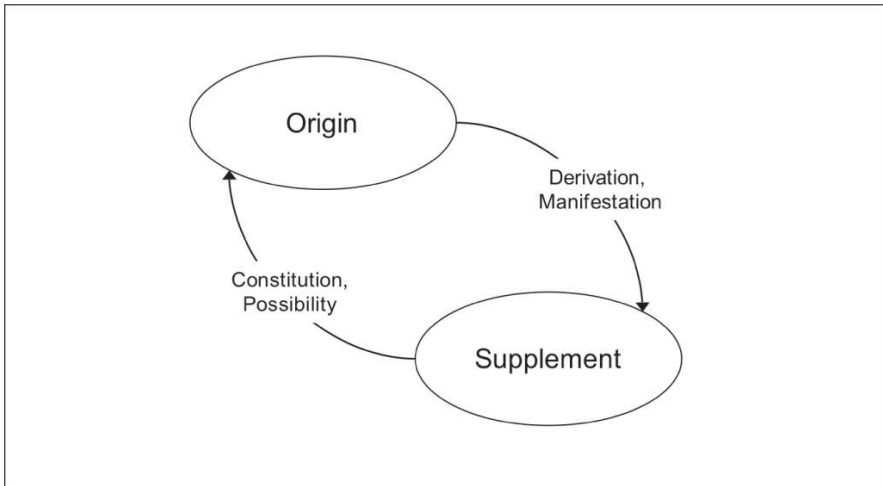 Origin
Derivation,
Manifestation
Constitution,
Possibility
Supplement